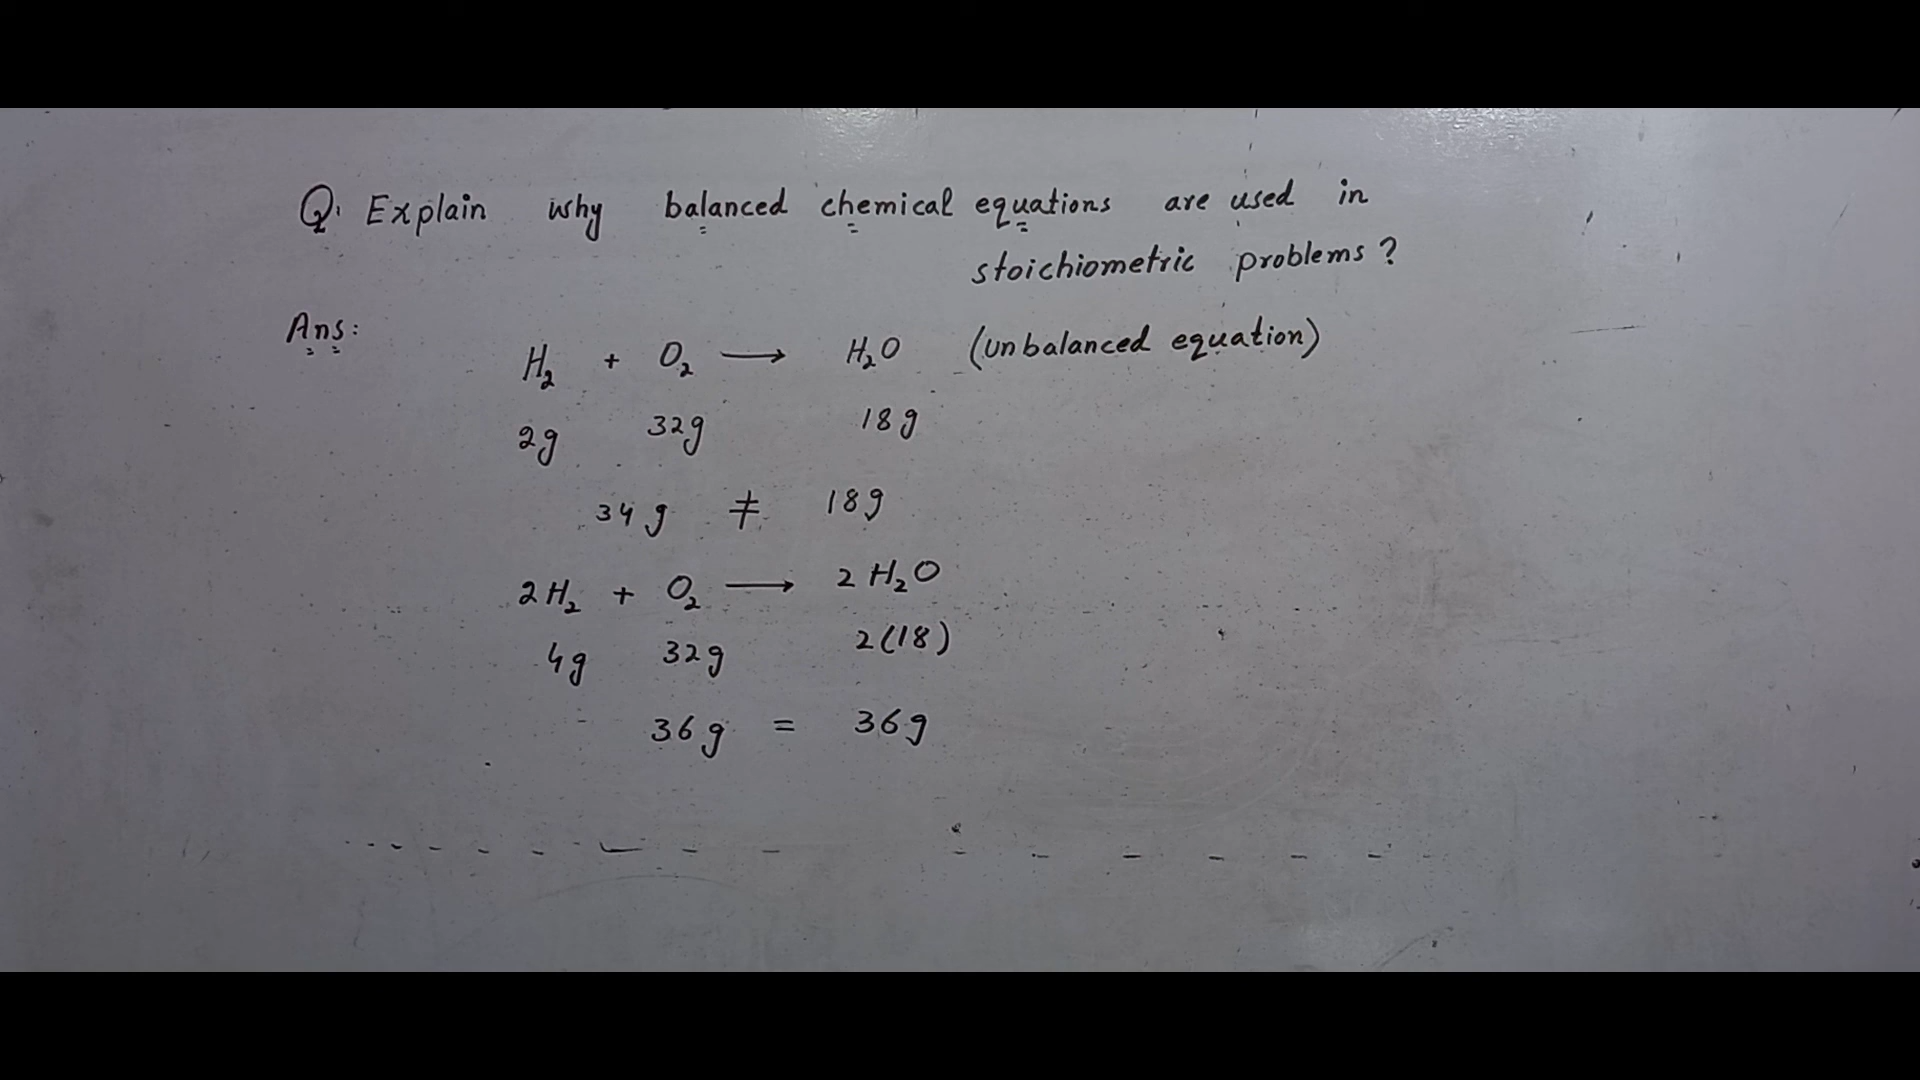 Q. Explain why balanced chemical equations are used in
stoichiometric problems?
Ans:
H₂ + O₂ ⟶ H₂O (unbalanced equation)
2g 32g 18g
34g ≠ 18g
2H₂ + O₂ ⟶ 2H₂O
4g 32g 2(18)
36g = 36g